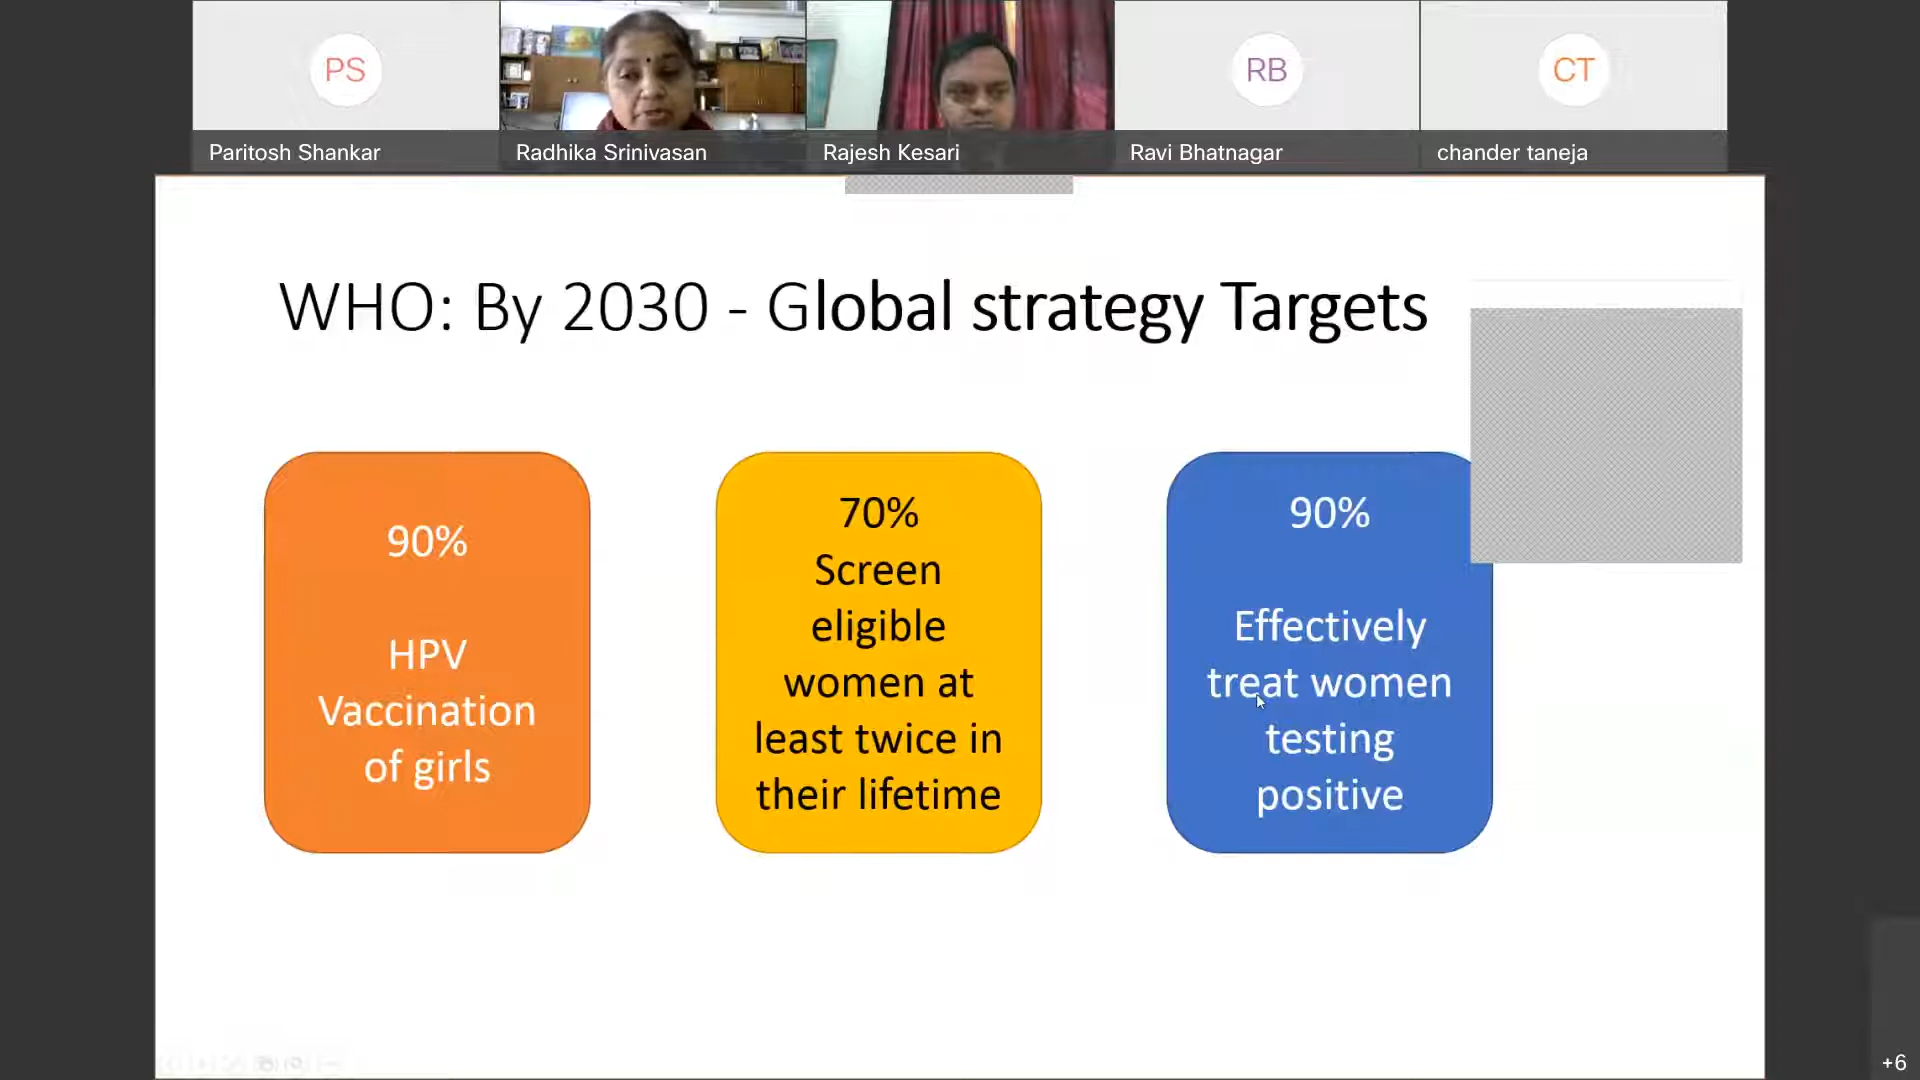 PS
RB
CT
Paritosh Shankar
Radhika Srinivasan
Rajesh Kesari
Ravi Bhatnagar
chander taneja
WHO: By 2030 - Global strategy Targets
90%
HPV
Vaccination
of girls
70%
Screen
eligible
women at
least twice in
their lifetime
90%
Effectively
treat women
testing
positive
+6